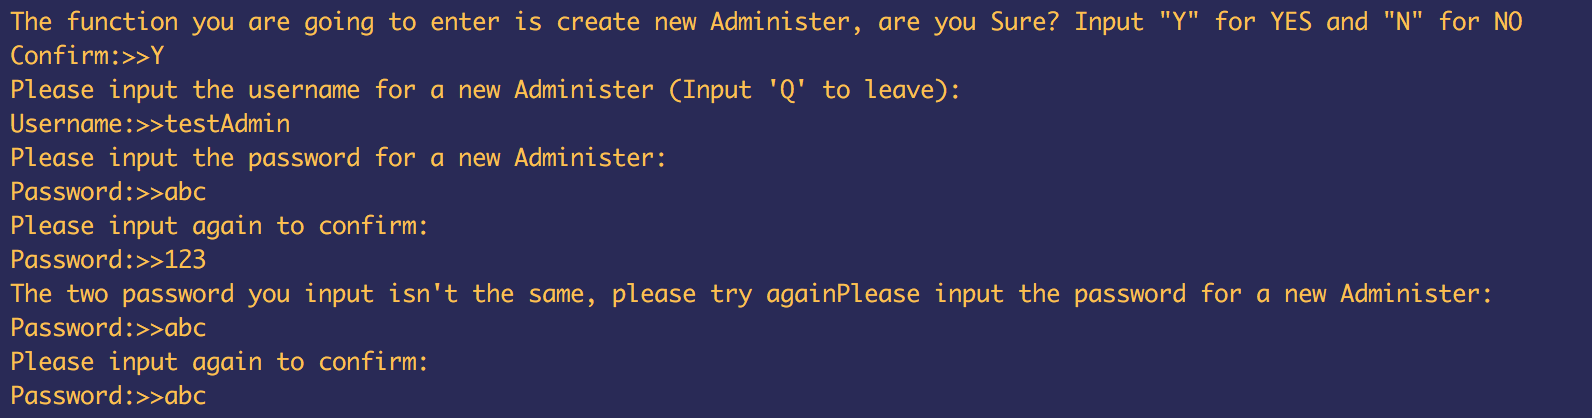 The function you are going to enter is create new Administer, are you Sure? Input "Y" for YES and "N" for NO
Confirm:>>Y
Please input the username for a new Administer (Input 'Q' to leave):
Username:>>testAdmin
Please input the password for a new Administer:
Password:>>abc
Please input again to confirm:
Password:>>123
The two password you input isn't the same, please try againPlease input the password for a new Administer:
Password:>>abc
Please input again to confirm:
Password:>>abc